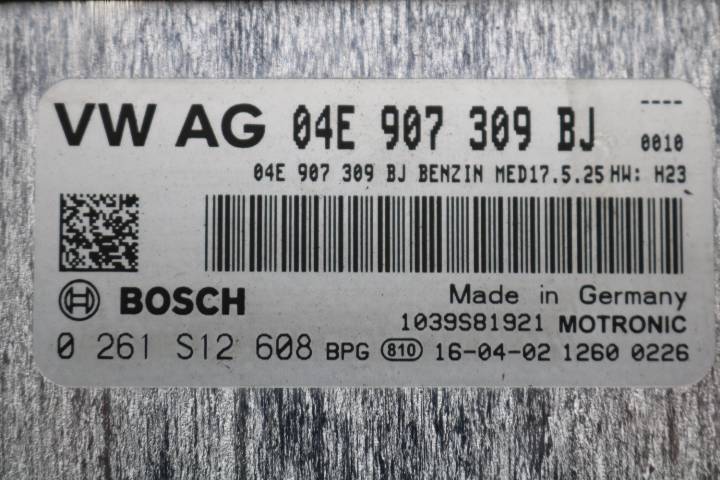 VW AG 04E 907 309 BJ ----
0010
04E 907 309 BJ BENZIN MED17.5.25 HW: H23
BOSCH
Made in Germany
1039S81921 MOTRONIC
0 261 S12 608 BPG 810 16-04-02 1260 0226